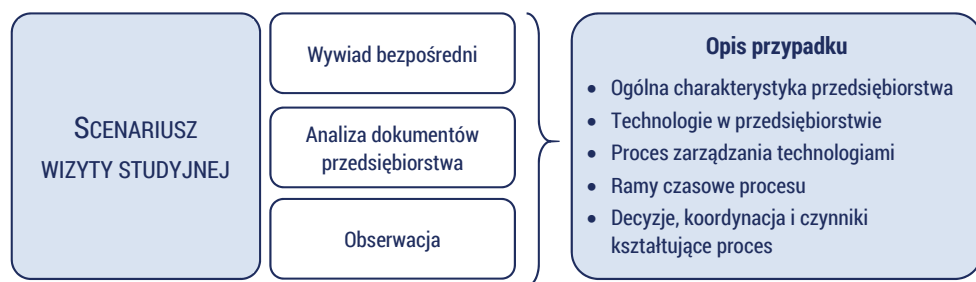 SCENARIUSZ
WIZYTY STUDYJNEJ
Wywiad bezpośredni
Analiza dokumentów
przedsiębiorstwa
Obserwacja
Opis przypadku
• Ogólna charakterystyka przedsiębiorstwa
• Technologie w przedsiębiorstwie
• Proces zarządzania technologiami
• Ramy czasowe procesu
• Decyzje, koordynacja i czynniki
kształtujące proces